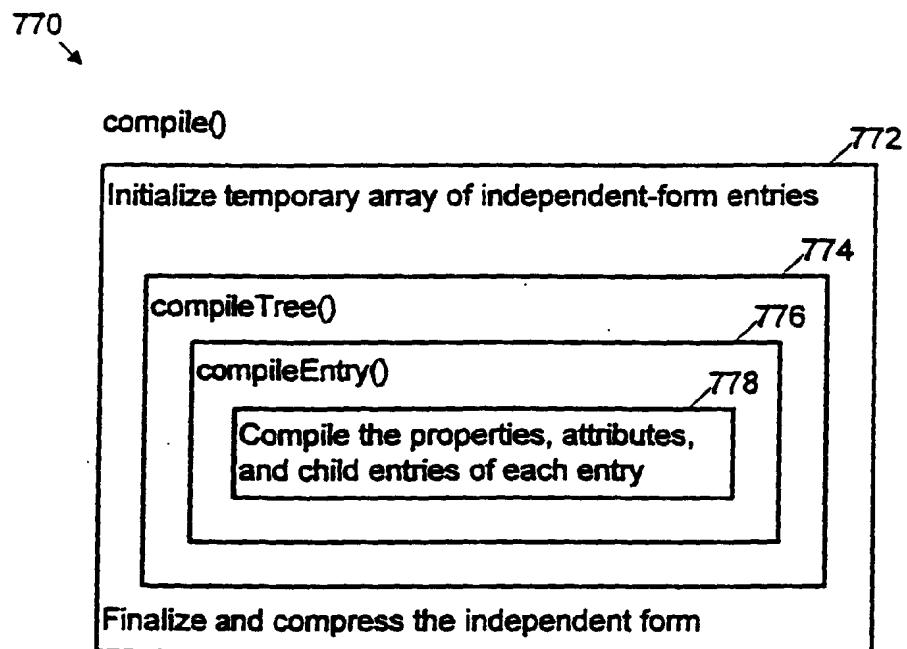 770
compile()
772
Initialize temporary array of independent-form entries
774
compileTree()
776
compileEntry()
778
Compile the properties, attributes,
and child entries of each entry
Finalize and compress the independent form